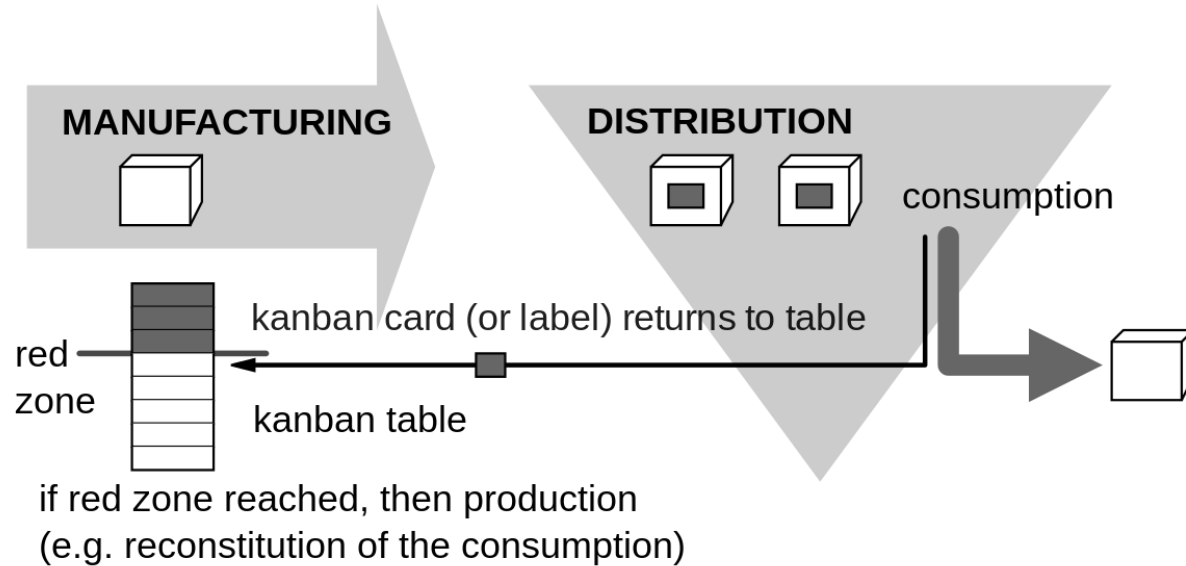 MANUFACTURING
DISTRIBUTION
consumption
kanban card (or label) returns to table
red
zone
kanban table
if red zone reached, then production
(e.g. reconstitution of the consumption)